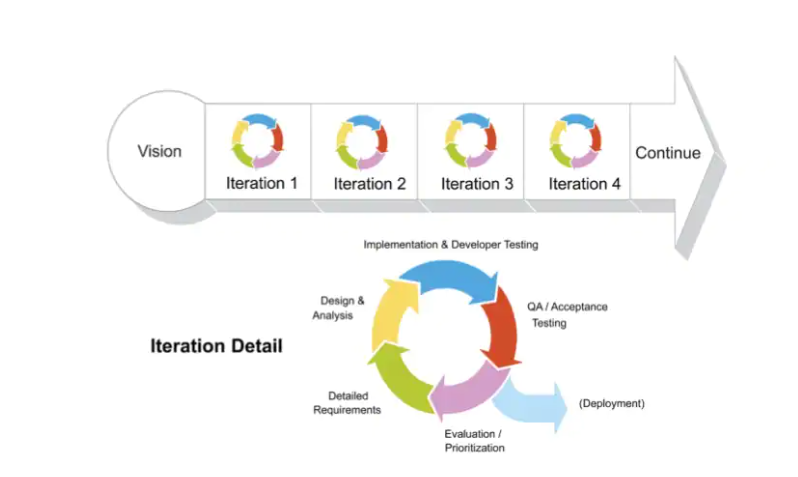 Vision
Iteration 1
Iteration 2
Iteration 3
Iteration 4
Continue
Implementation & Developer Testing
Design &
Analysis
QA / Acceptance
Testing
Iteration Detail
Detailed
Requirements
(Deployment)
Evaluation /
Prioritization